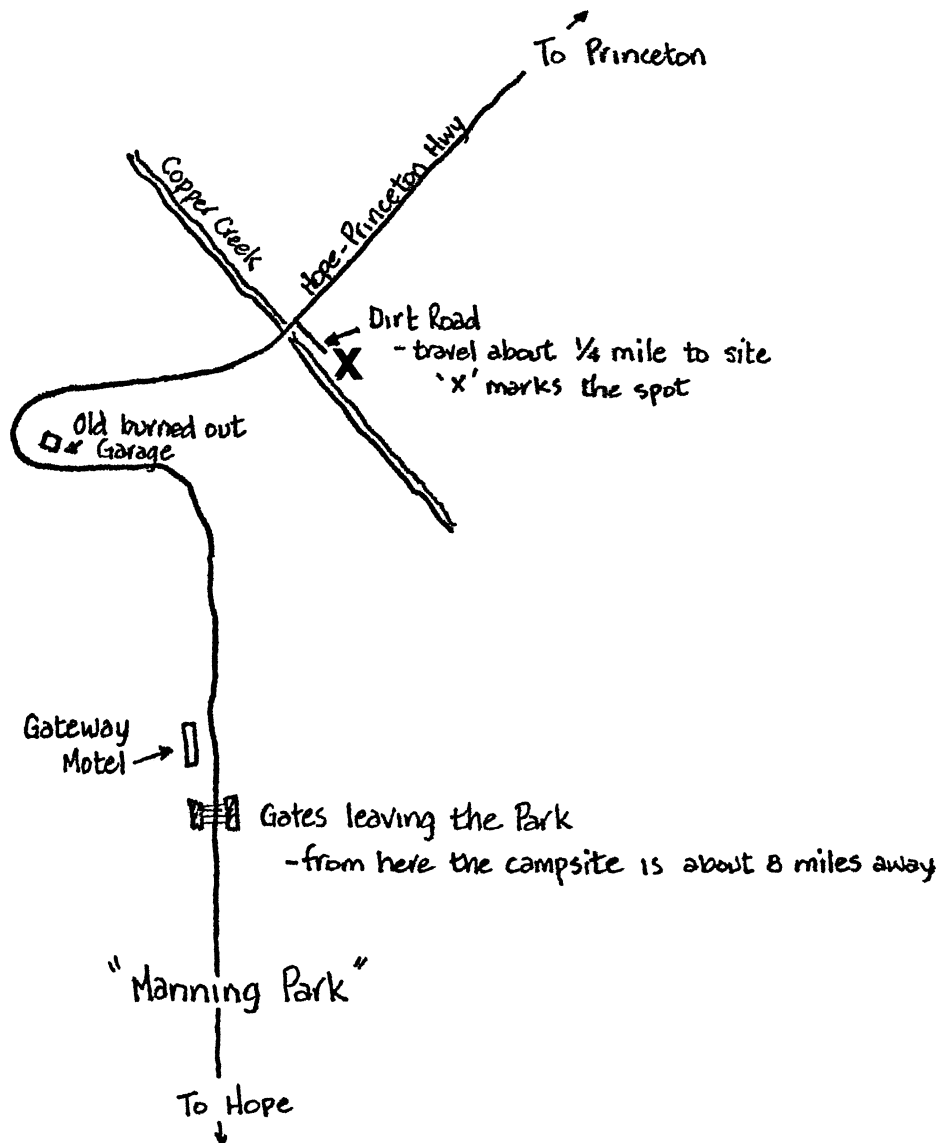 To Princeton
Hope-Princeton Hwy
Copper Creek
Dirt Road
- travel about 1/4 mile to site
'X' marks the spot
X
Old burned out
Garage
Gateway
Motel
Gates leaving the Park
- from here the campsite is about 8 miles away
"Manning Park"
To Hope